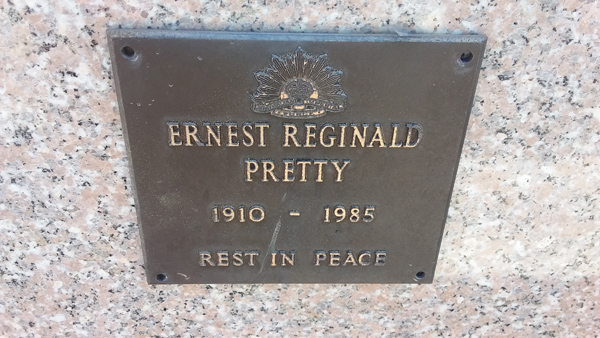 ERNEST REGINALD
PRETTY
1910 - 1985
REST IN PEACE